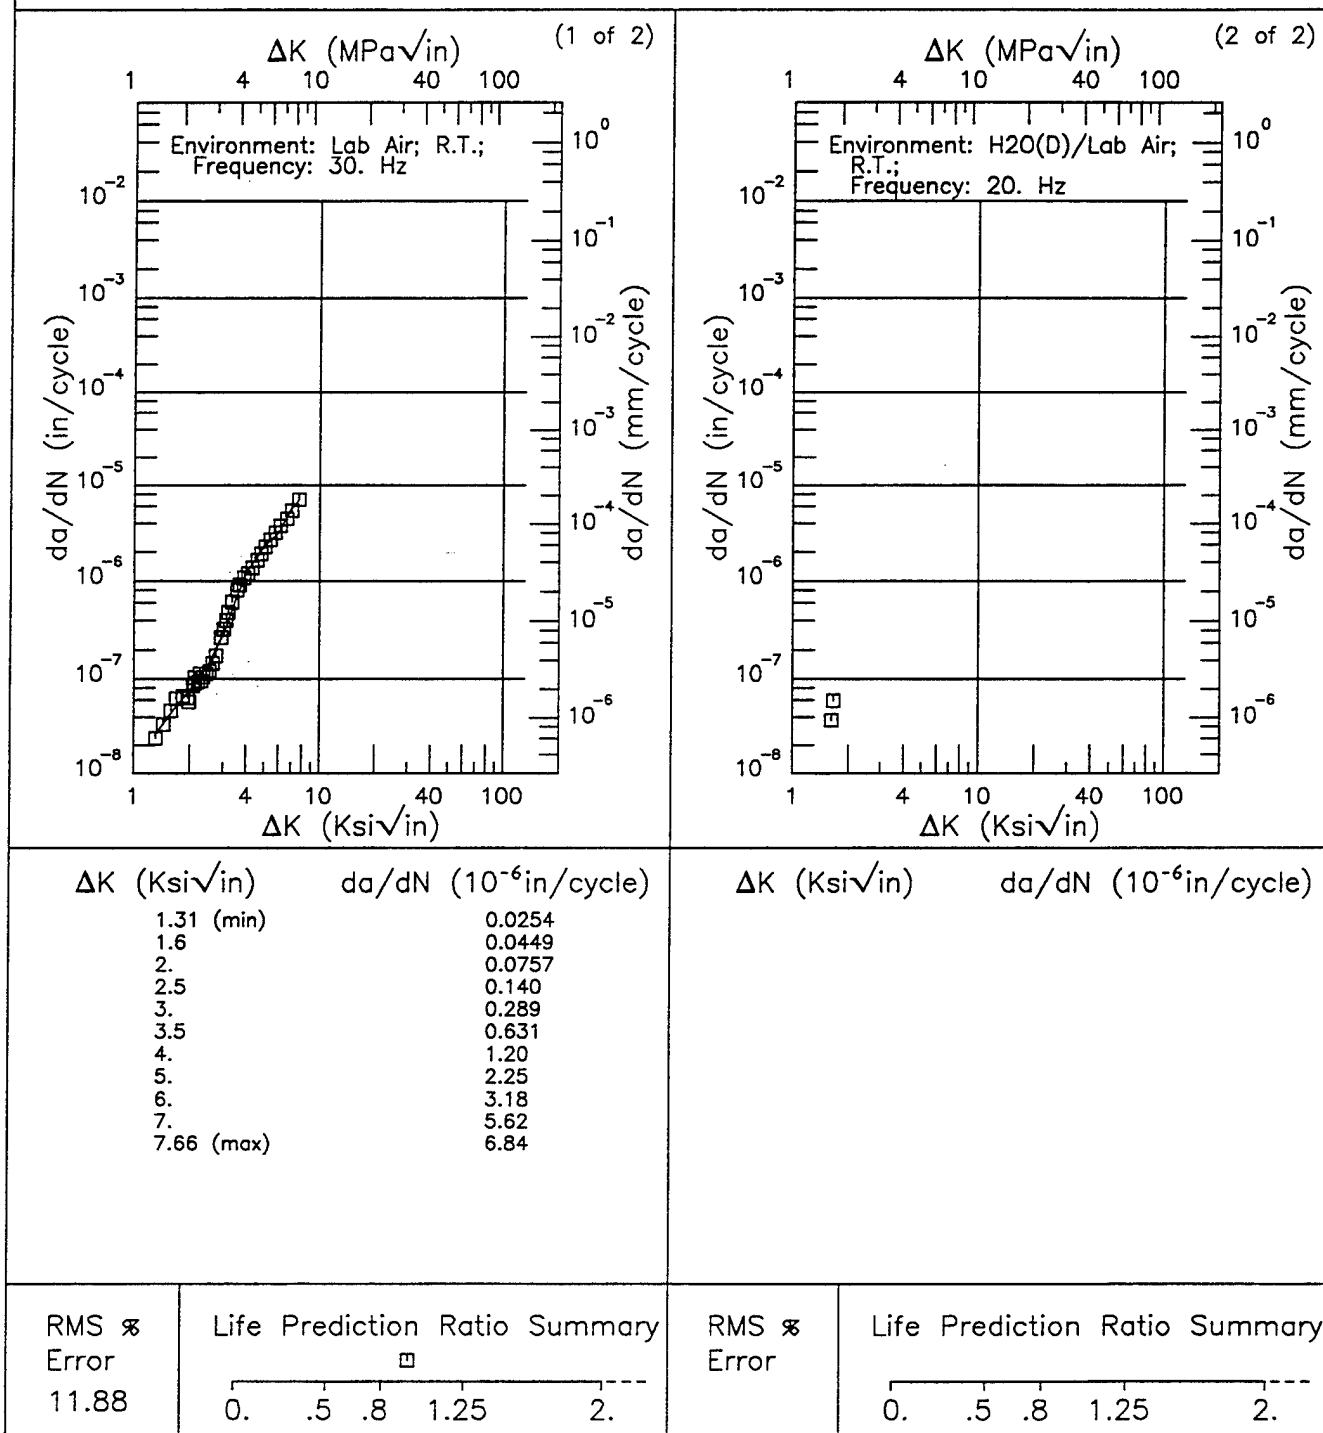 (1 of 2)
ΔK (MPa√in)
1 4 10 40 100
Environment: Lab Air; R.T.;
Frequency: 30. Hz
da/dN (in/cycle)
10⁻²
10⁻³
10⁻⁴
10⁻⁵
10⁻⁶
10⁻⁷
10⁻⁸
10⁰
10⁻¹
10⁻²
10⁻³
10⁻⁴
10⁻⁵
10⁻⁶
da/dN (mm/cycle)
1 4 10 40 100
ΔK (Ksi√in)
(2 of 2)
ΔK (MPa√in)
1 4 10 40 100
Environment: H2O(D)/Lab Air;
R.T.;
Frequency: 20. Hz
da/dN (in/cycle)
10⁻²
10⁻³
10⁻⁴
10⁻⁵
10⁻⁶
10⁻⁷
10⁻⁸
10⁰
10⁻¹
10⁻²
10⁻³
10⁻⁴
10⁻⁵
10⁻⁶
da/dN (mm/cycle)
1 4 10 40 100
ΔK (Ksi√in)
ΔK (Ksi√in) da/dN (10⁻⁶in/cycle)
1.31 (min) 0.0254
1.6 0.0449
2. 0.0757
2.5 0.140
3. 0.289
3.5 0.631
4. 1.20
5. 2.25
6. 3.18
7. 5.62
7.66 (max) 6.84
ΔK (Ksi√in) da/dN (10⁻⁶in/cycle)
RMS %
Error
11.88
Life Prediction Ratio Summary
0. .5 .8 1.25 2.
RMS %
Error
Life Prediction Ratio Summary
0. .5 .8 1.25 2.